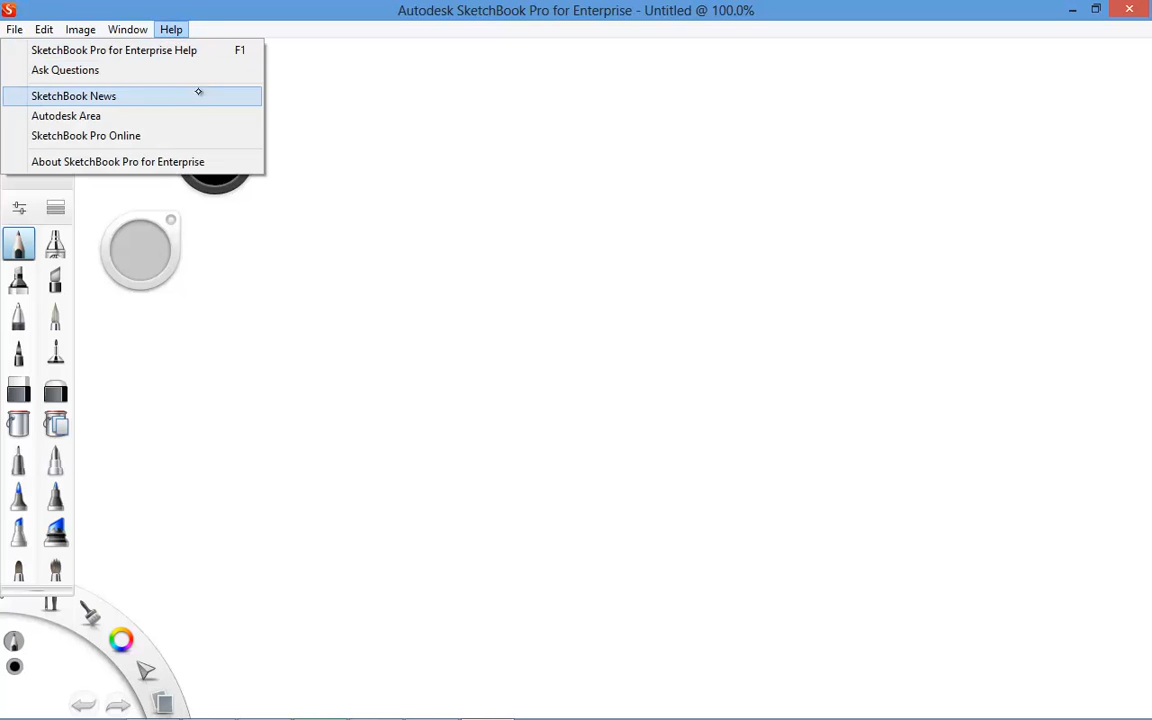 Autodesk SketchBook Pro for Enterprise - Untitled @ 100.0%
File Edit Image Window Help
SketchBook Pro for Enterprise Help F1
Ask Questions
SketchBook News
Autodesk Area
SketchBook Pro Online
About SketchBook Pro for Enterprise